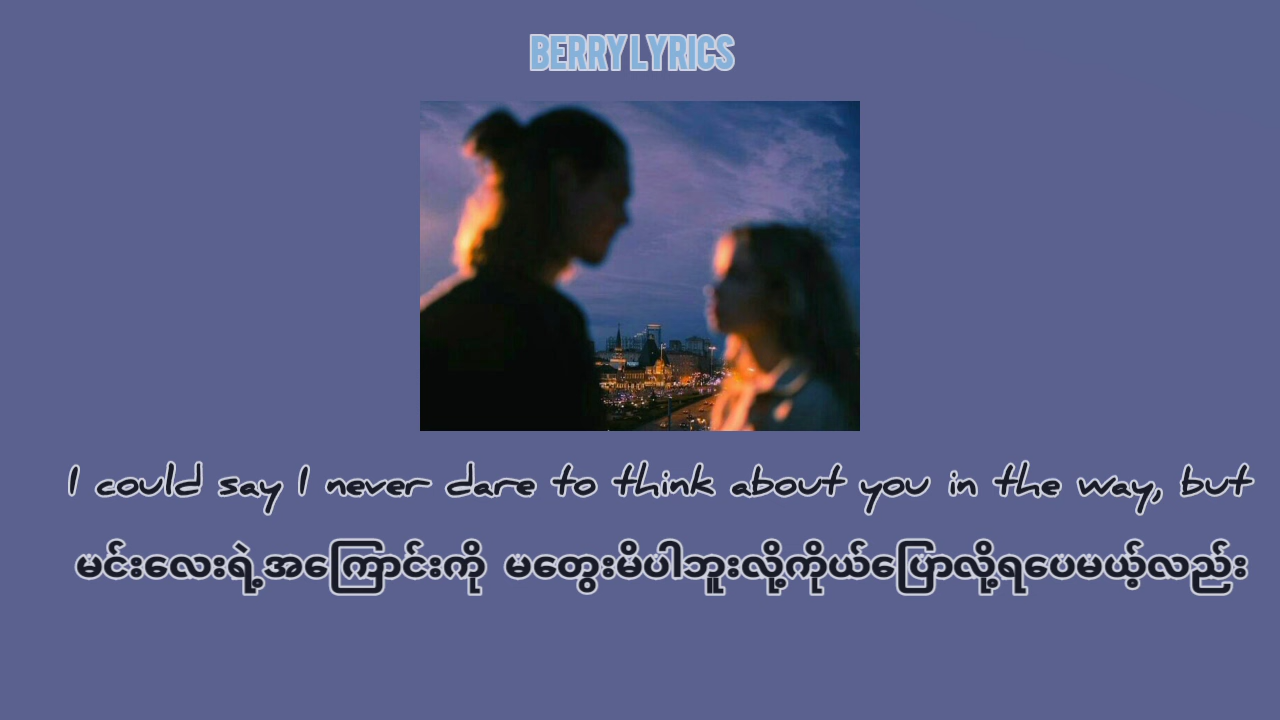 BERRY LYRICS
I could say I never dare to think about you in the way, but
မင်းလေးရဲ့အကြောင်းကို မတွေးမိပါဘူးလို့ကိုယ်ပြောလို့ရပေမယ့်လည်း